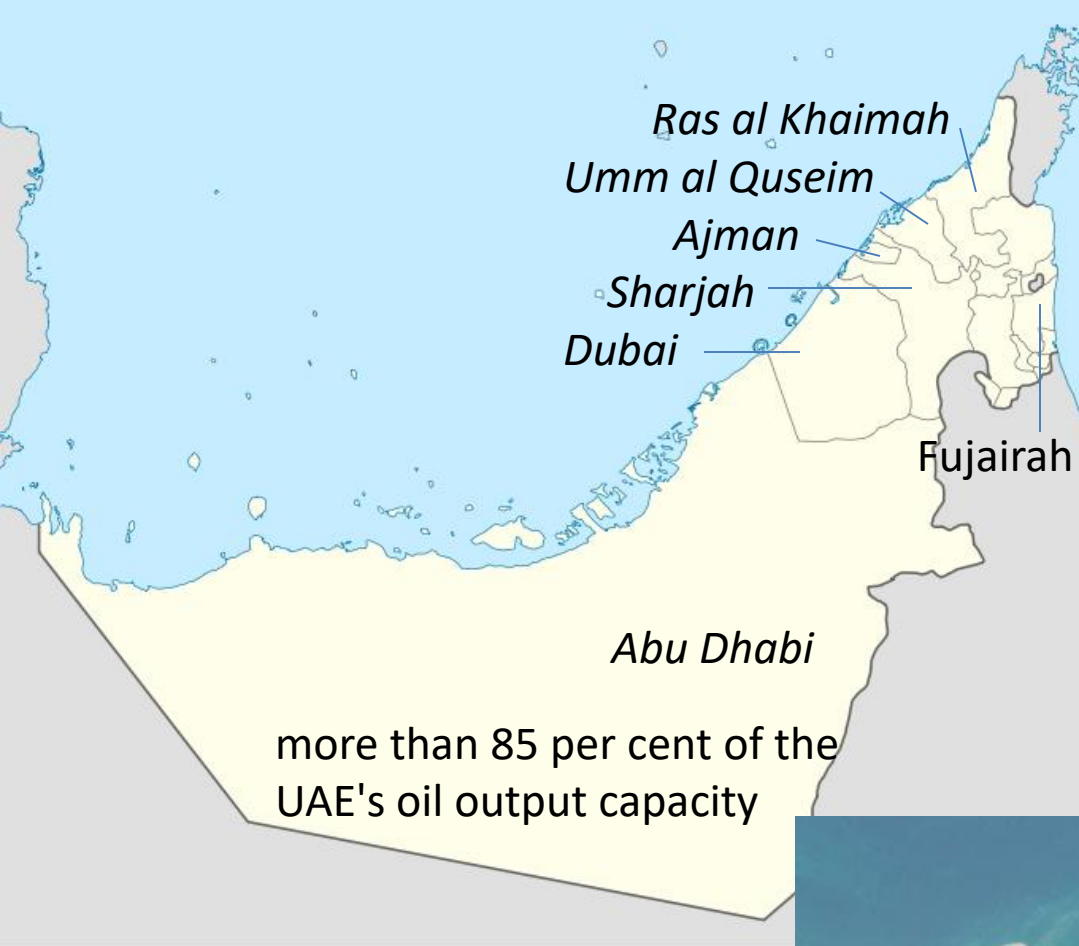 Ras al Khaimah
Umm al Quseim
Ajman
Sharjah
Dubai
Fujairah
Abu Dhabi
more than 85 per cent of the
UAE's oil output capacity